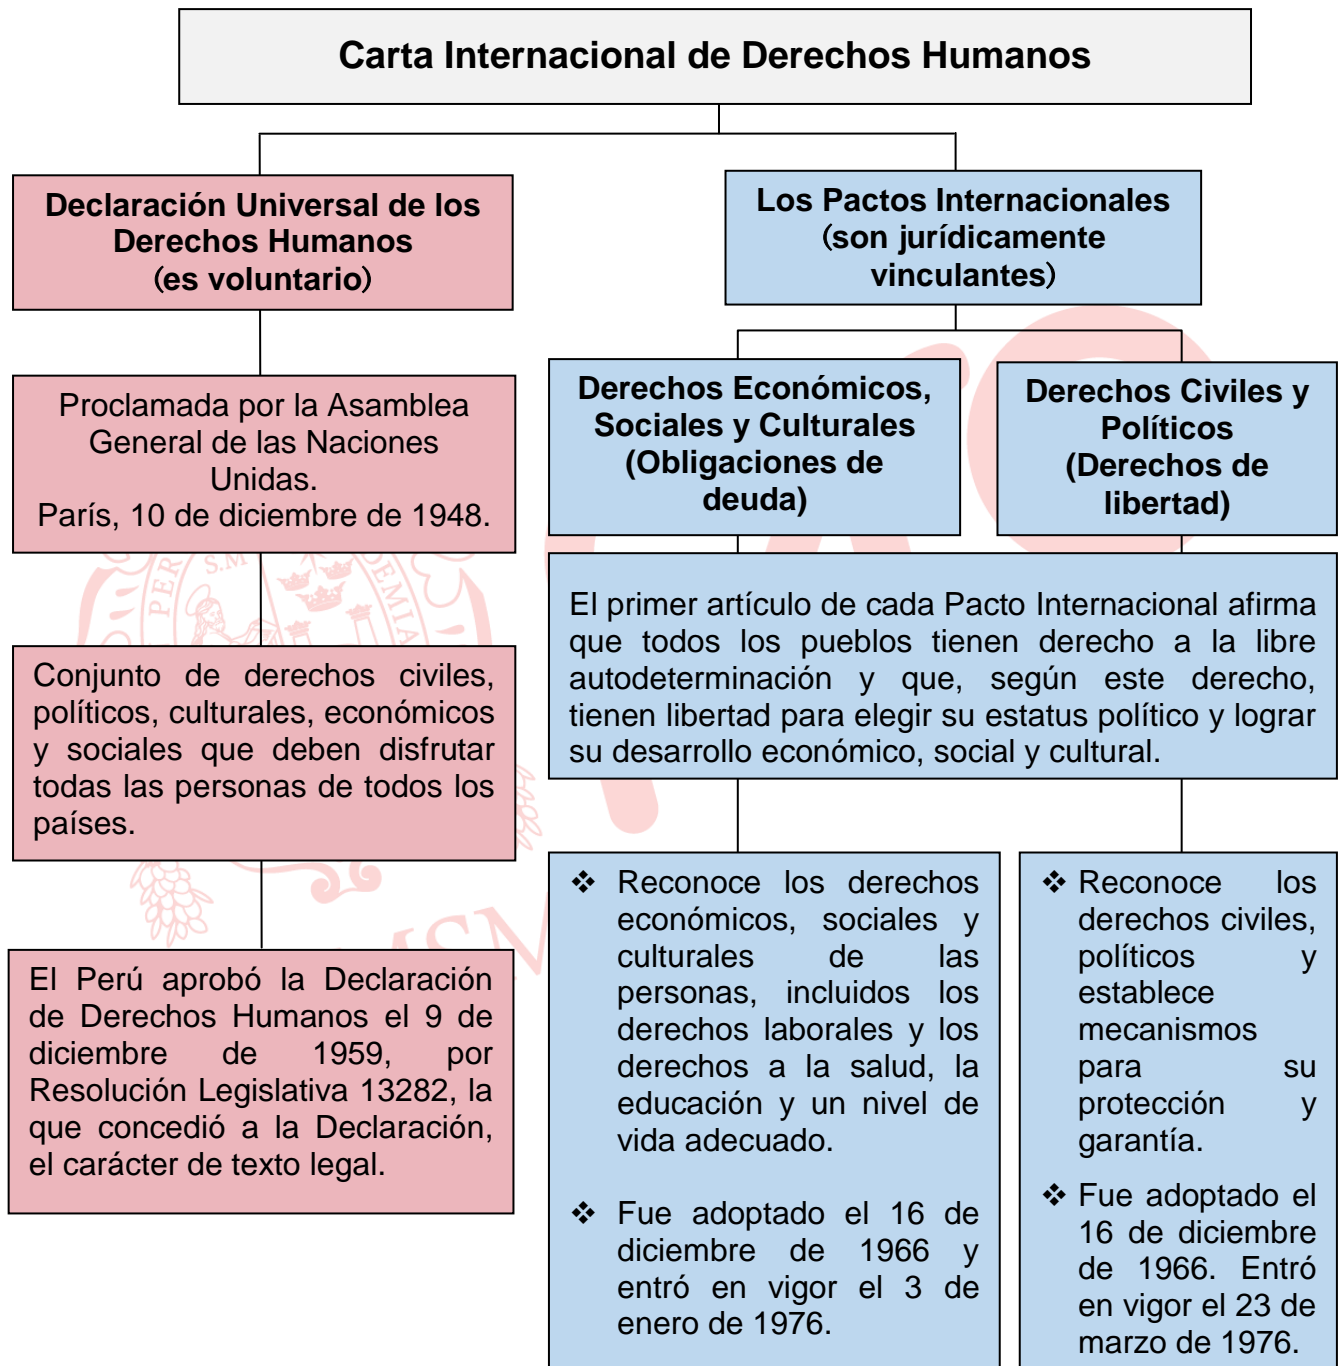 Carta Internacional de Derechos Humanos
Declaración Universal de los
Derechos Humanos
(es voluntario)
Proclamada por la Asamblea
General de las Naciones
Unidas.
París, 10 de diciembre de 1948.
Conjunto de derechos civiles,
políticos, culturales, económicos
y sociales que deben disfrutar
todas las personas de todos los
países.
El Perú aprobó la Declaración
de Derechos Humanos el 9 de
diciembre de 1959, por
Resolución Legislativa 13282, la
que concedió a la Declaración,
el carácter de texto legal.
Los Pactos Internacionales
(son jurídicamente
vinculantes)
Derechos Económicos,
Sociales y Culturales
(Obligaciones de
deuda)
Derechos Civiles y
Políticos
(Derechos de
libertad)
El primer artículo de cada Pacto Internacional afirma
que todos los pueblos tienen derecho a la libre
autodeterminación y que, según este derecho,
tienen libertad para elegir su estatus político y lograr
su desarrollo económico, social y cultural.
❖ Reconoce los derechos
económicos, sociales y
culturales de las
personas, incluidos los
derechos laborales y los
derechos a la salud, la
educación y un nivel de
vida adecuado.
❖ Fue adoptado el 16 de
diciembre de 1966 y
entró en vigor el 3 de
enero de 1976.
❖ Reconoce los
derechos civiles,
políticos y
establece
mecanismos
para su
protección y
garantía.
❖ Fue adoptado el
16 de diciembre
de 1966. Entró
en vigor el 23 de
marzo de 1976.